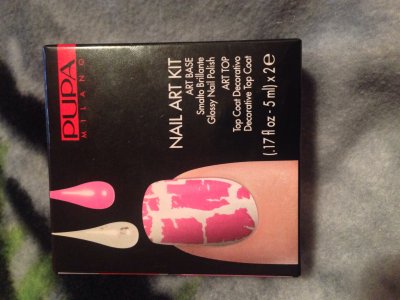 PUPA
MILANO
NAIL ART KIT
ART BASE
Smalto Brillante
Glossy Nail Polish
ART TOP
Top Coat Decorativo
Decorative Top Coat
(.17 fl oz - 5 ml) x 2 ℮